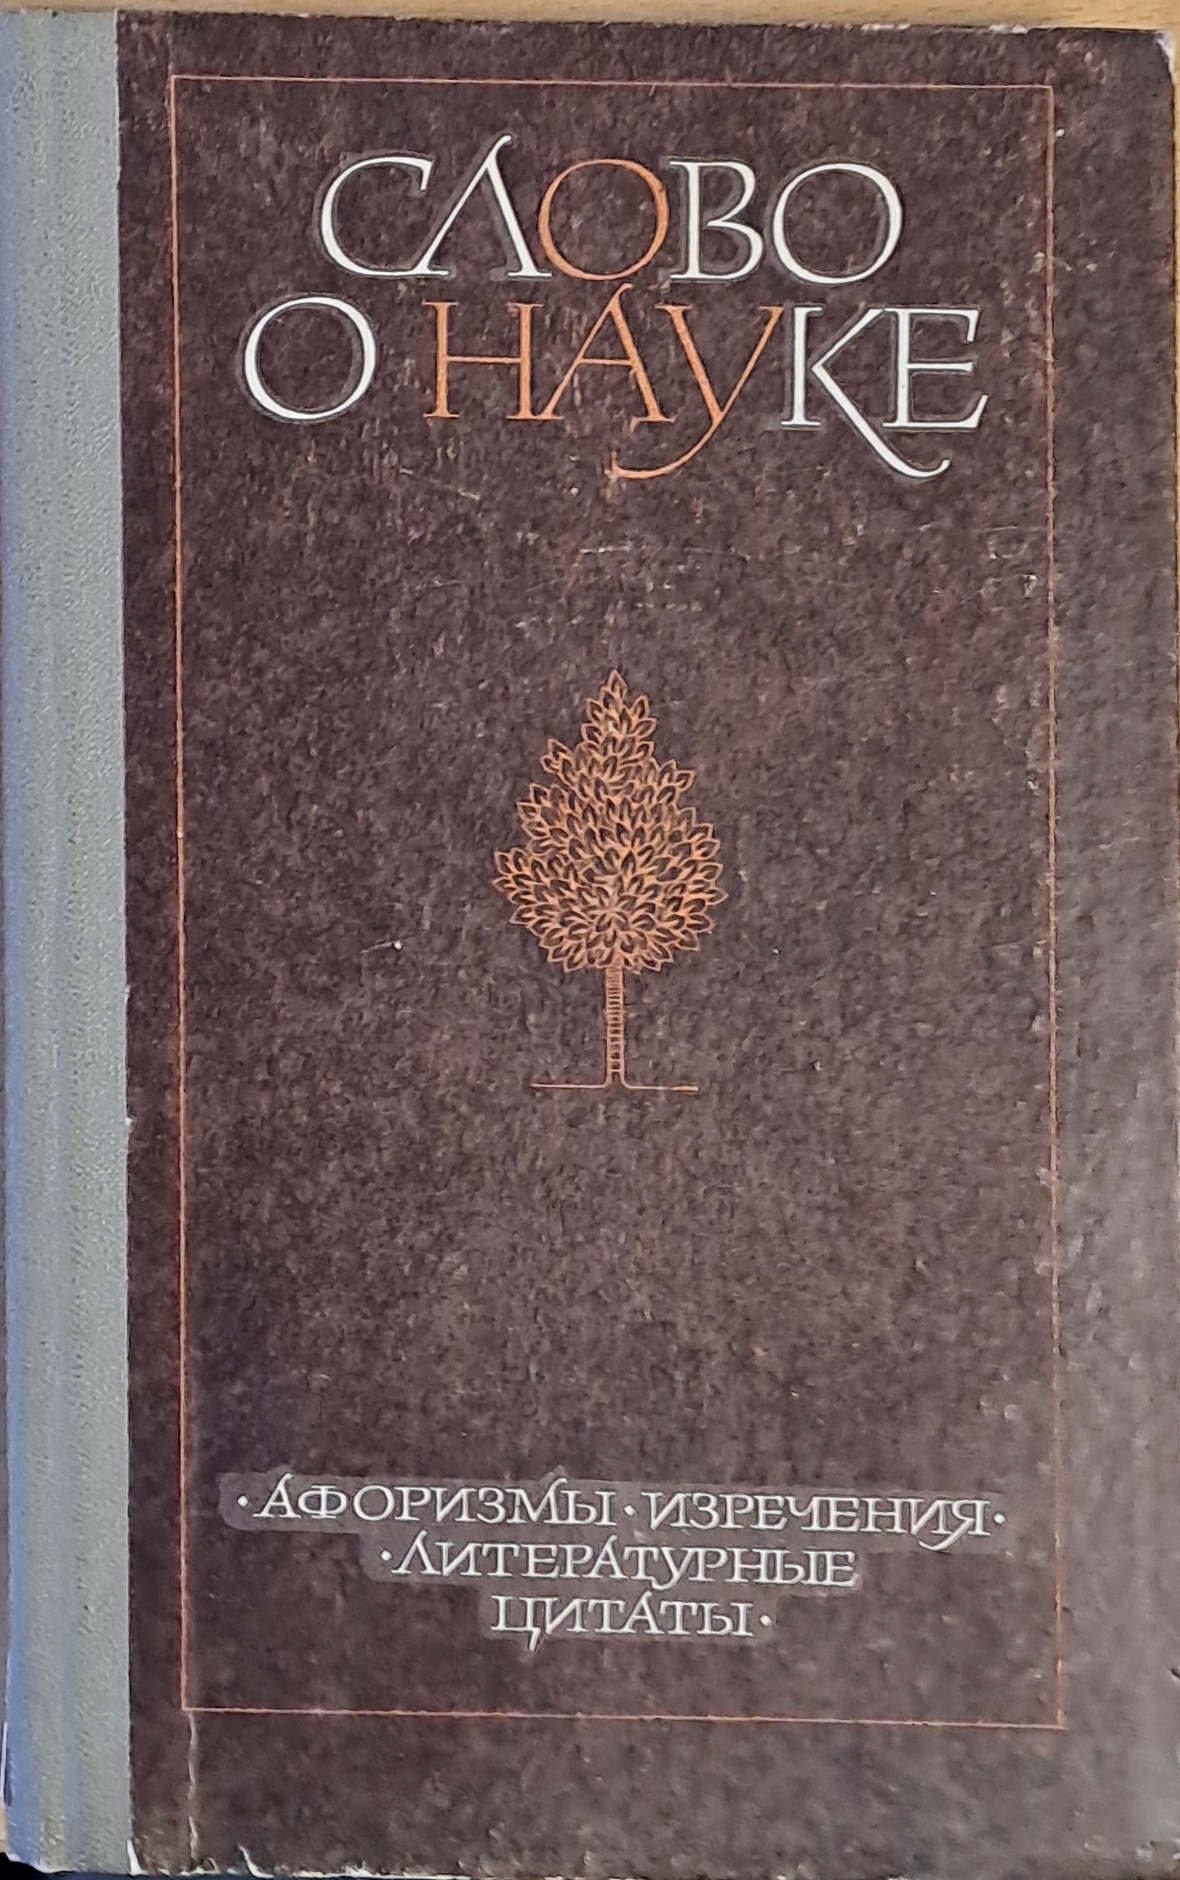 СЛОВО
О НАУКЕ
·АФОРИЗМЫ·ИЗРЕЧЕНИЯ·
·ЛИТЕРАТУРНЫЕ
ЦИТАТЫ·